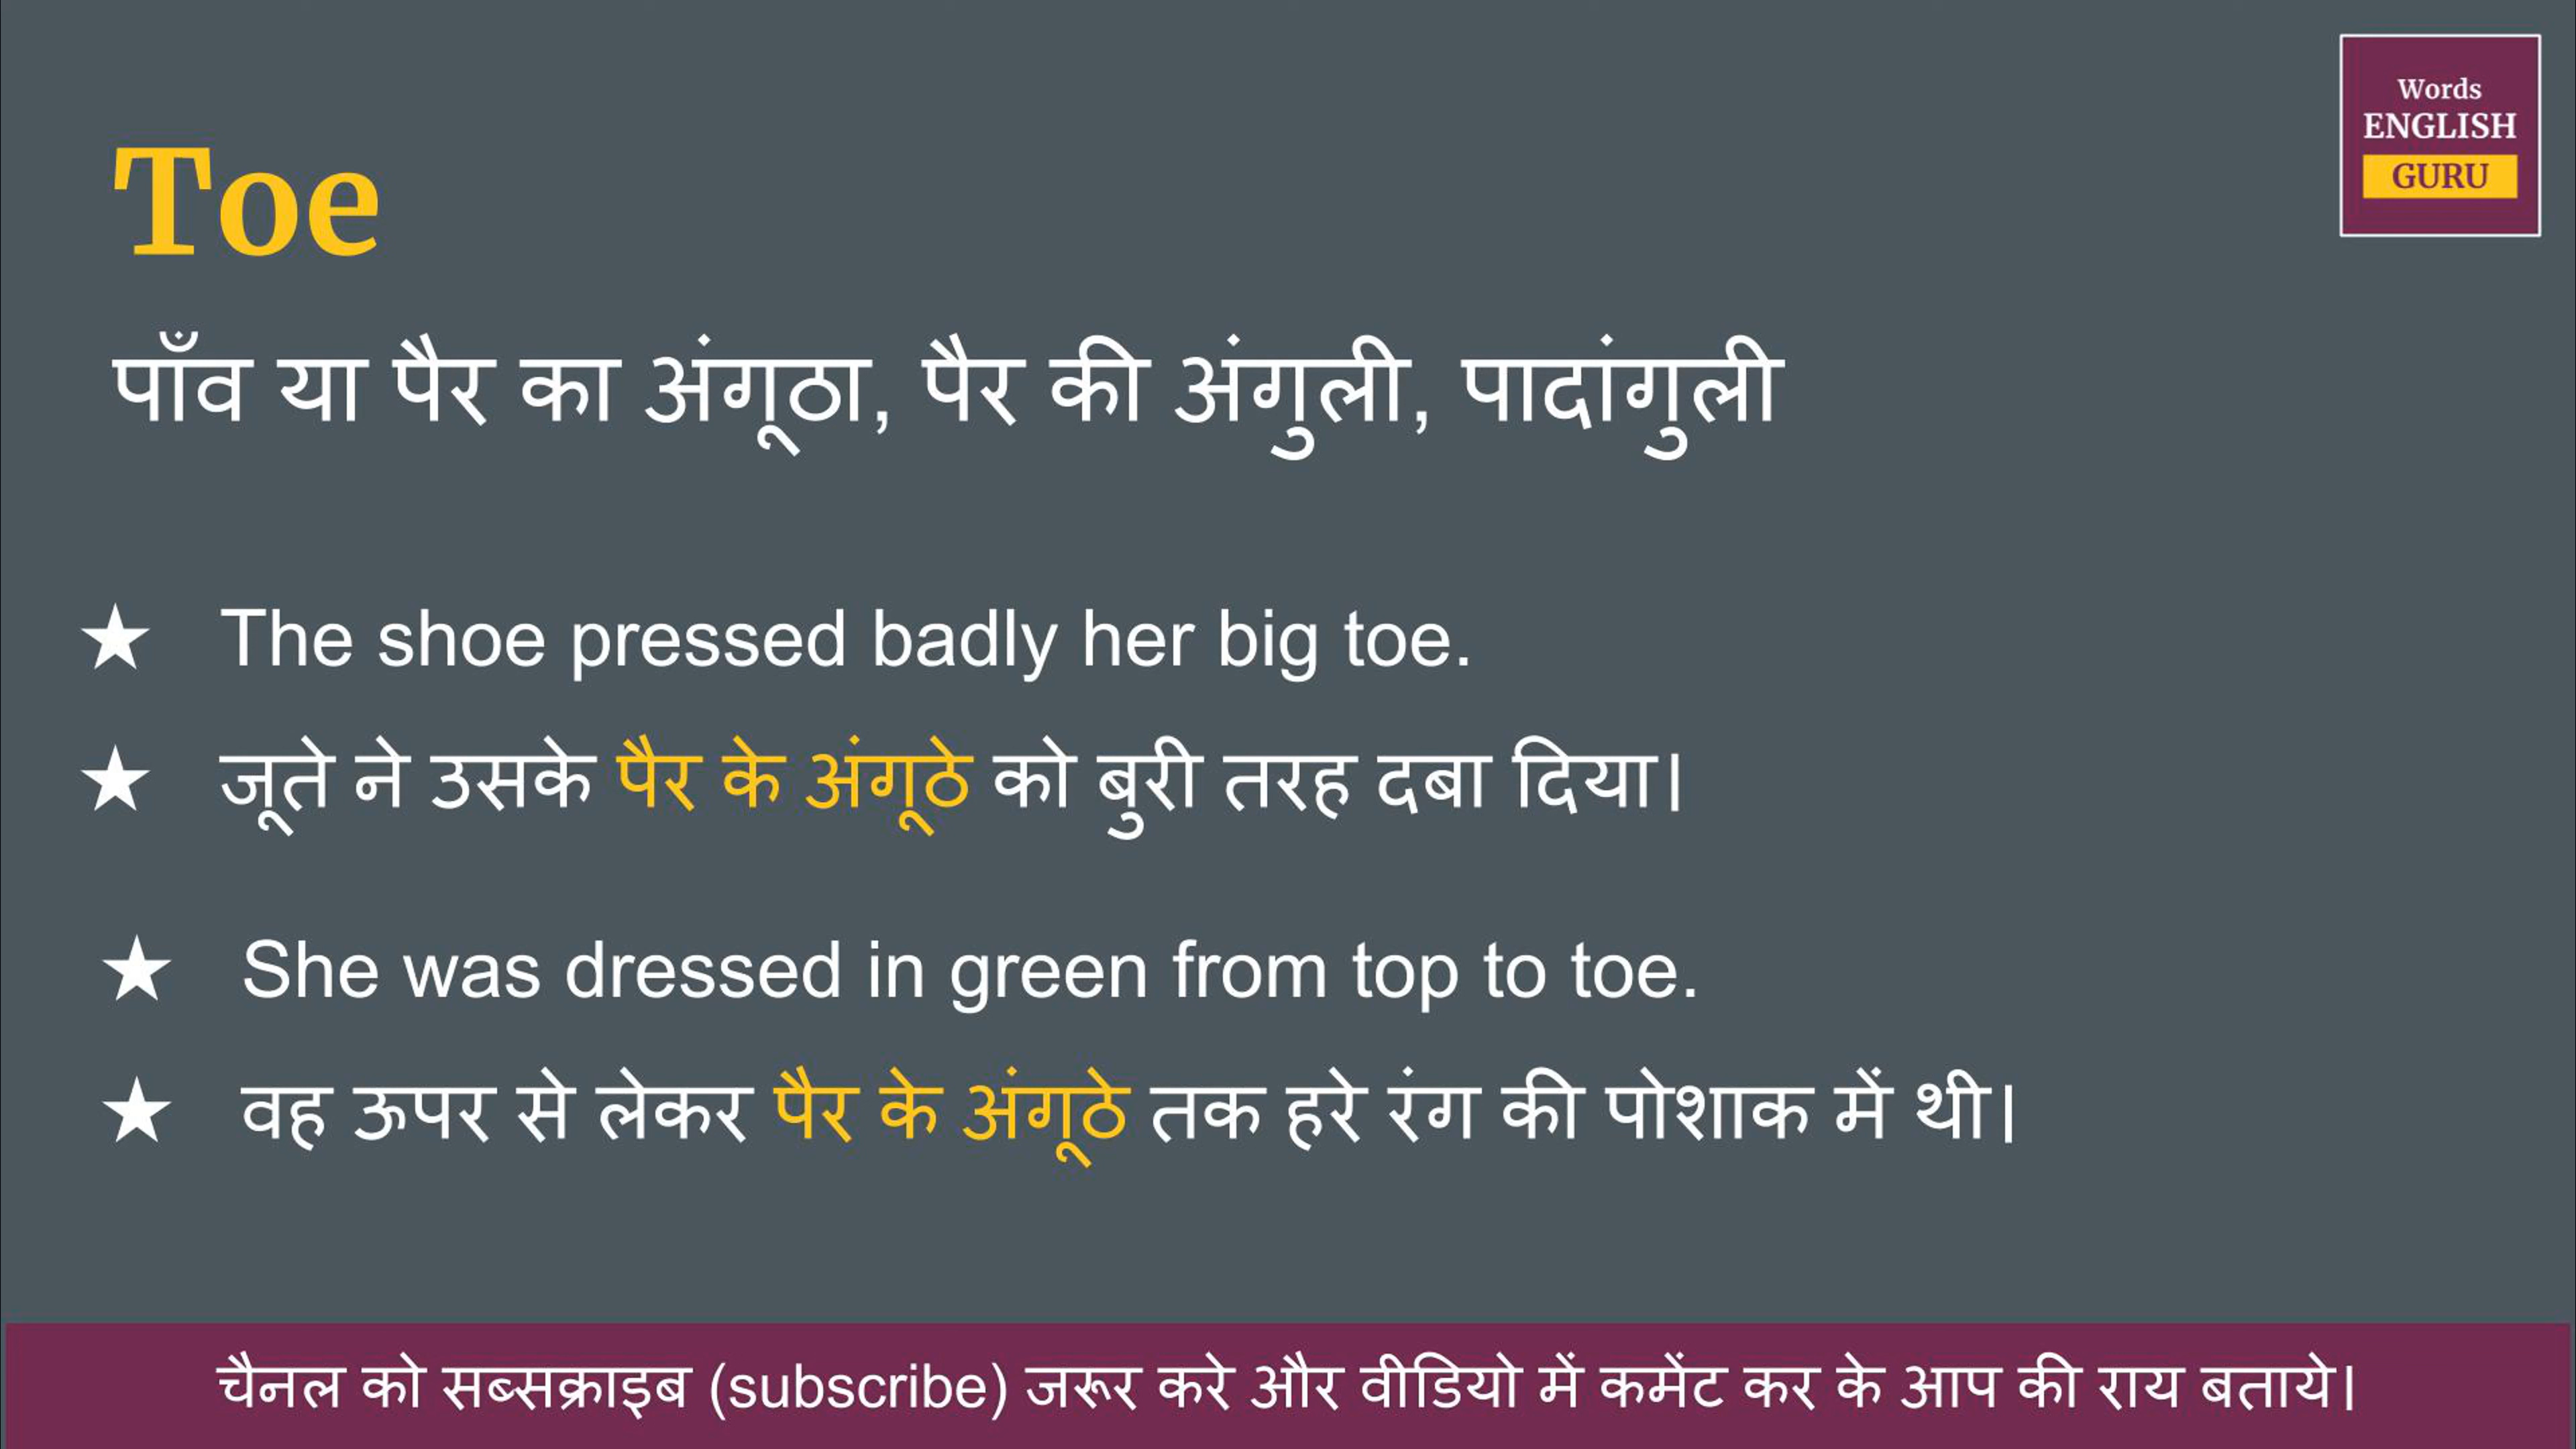 Words
ENGLISH
GURU
Toe
पाँव या पैर का अंगूठा, पैर की अंगुली, पादांगुली
★ The shoe pressed badly her big toe.
★ जूते ने उसके पैर के अंगूठे को बुरी तरह दबा दिया।
★ She was dressed in green from top to toe.
★ वह ऊपर से लेकर पैर के अंगूठे तक हरे रंग की पोशाक में थी।
चैनल को सब्सक्राइब (subscribe) जरूर करे और वीडियो में कमेंट कर के आप की राय बताये।